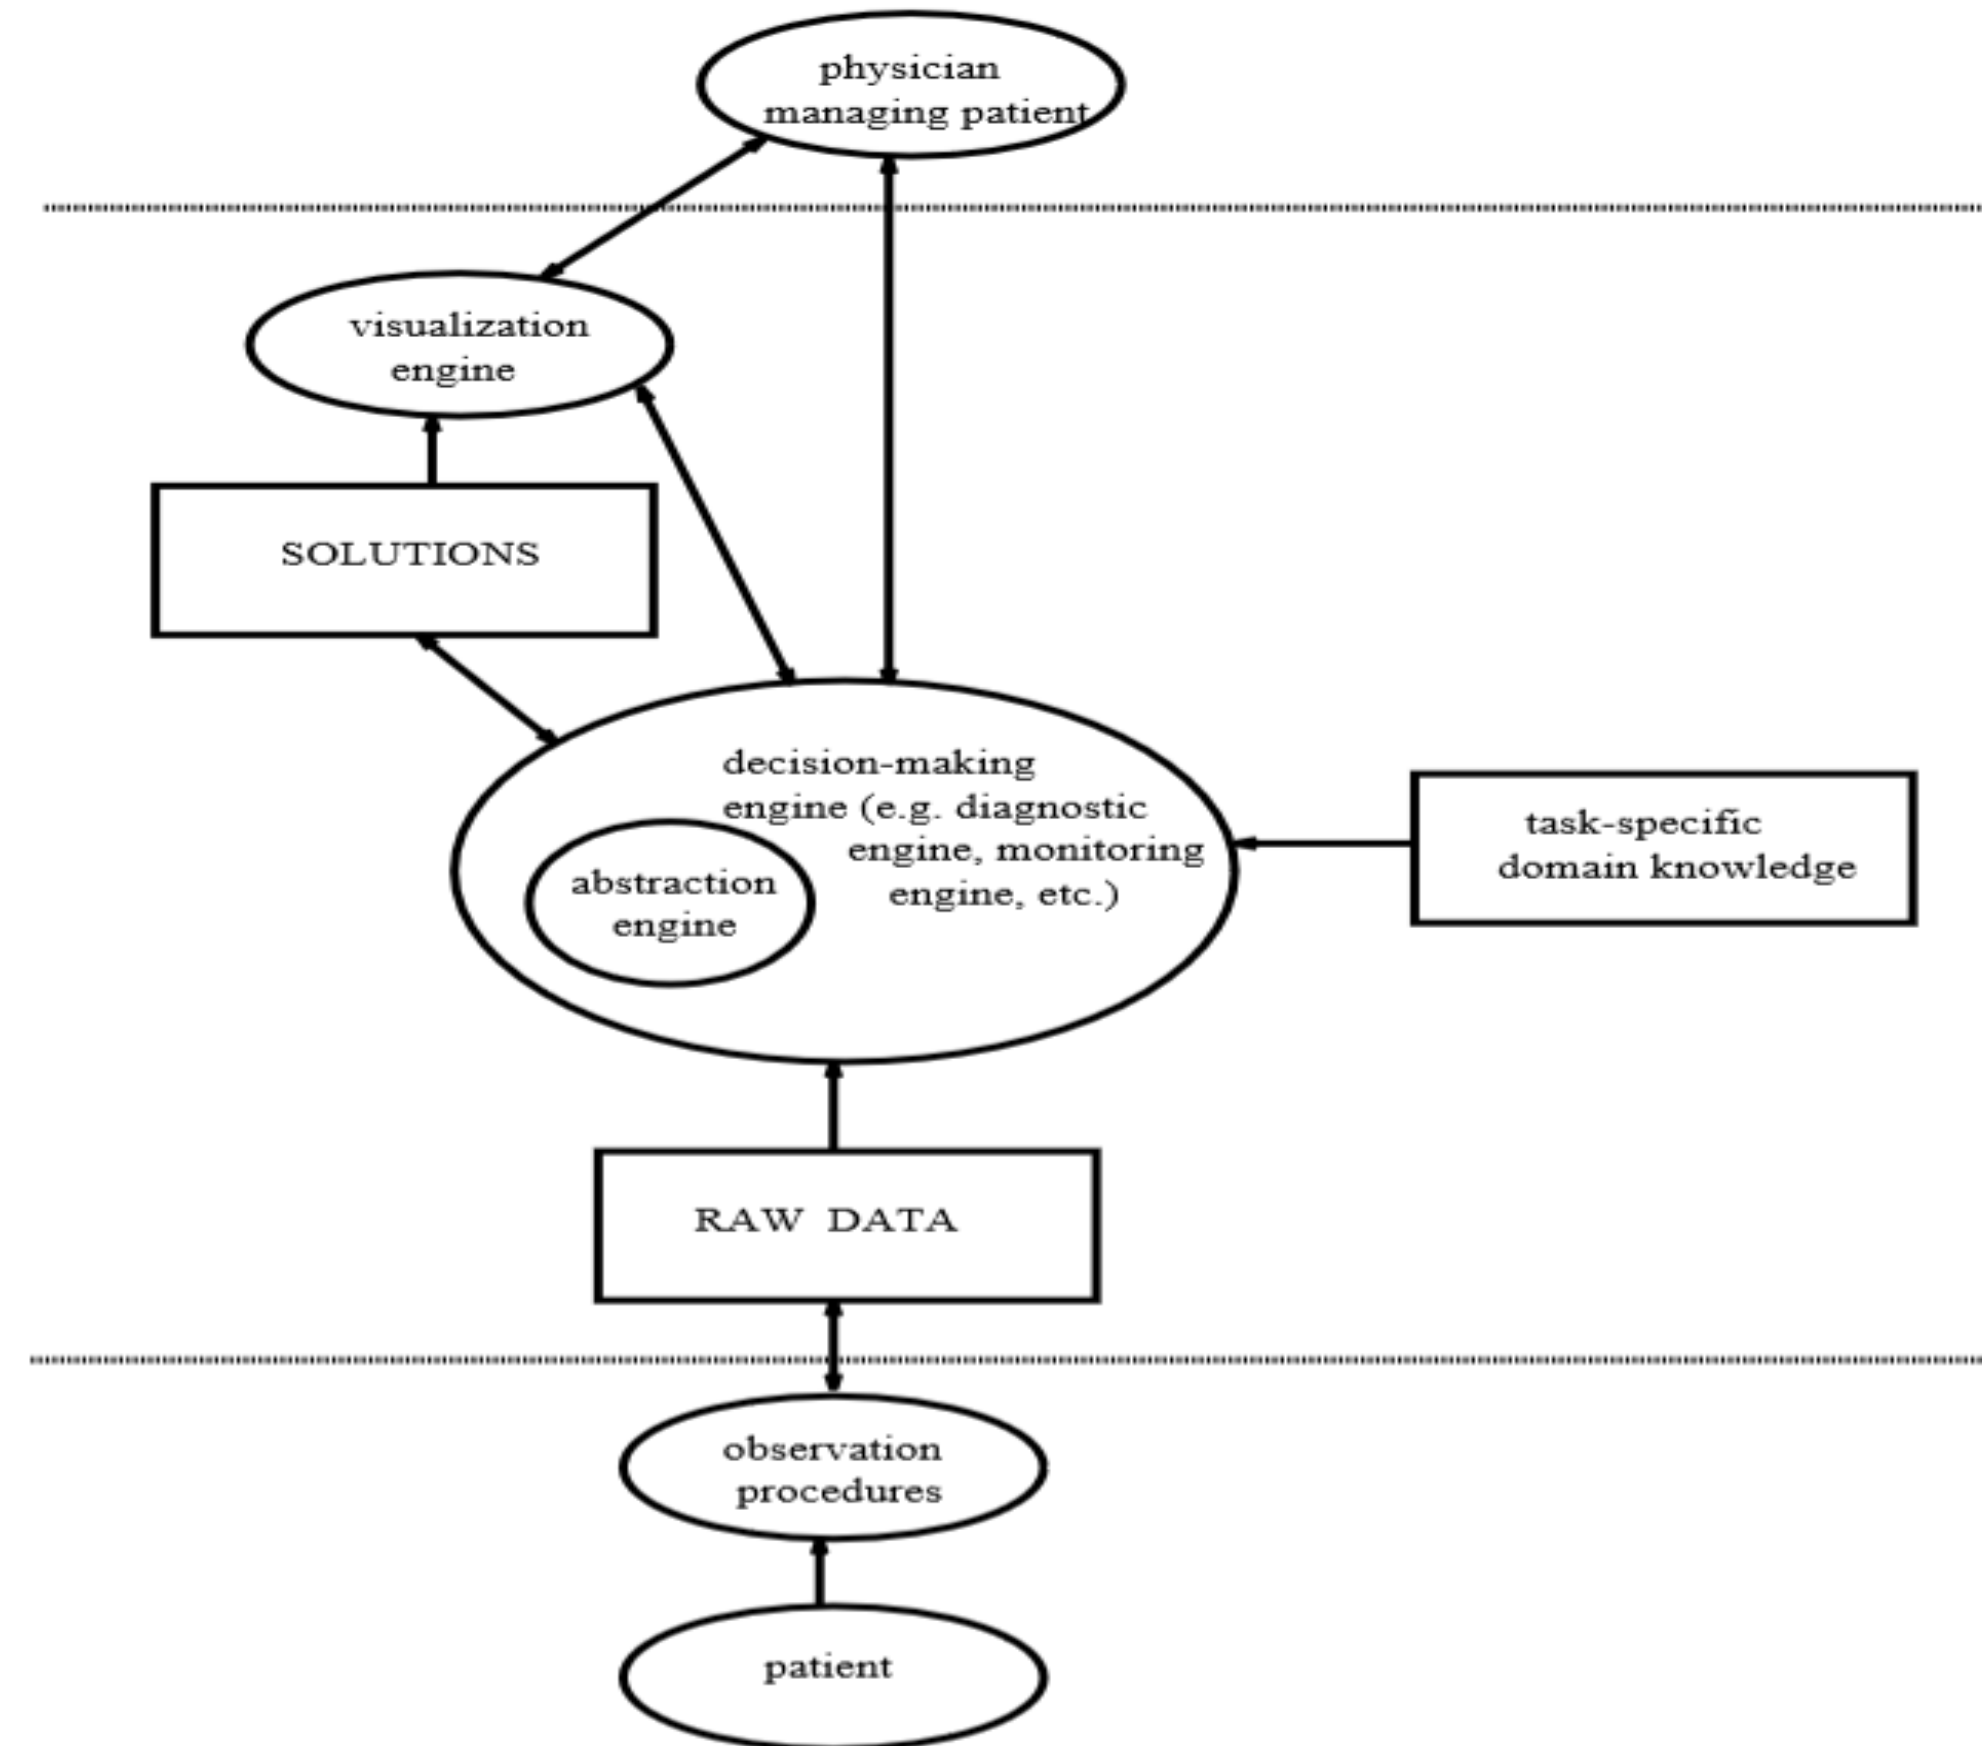 physician
managing patient
visualization
engine
SOLUTIONS
decision-making
engine (e.g. diagnostic
engine, monitoring
engine, etc.)
abstraction
engine
task-specific
domain knowledge
RAW DATA
observation
procedures
patient